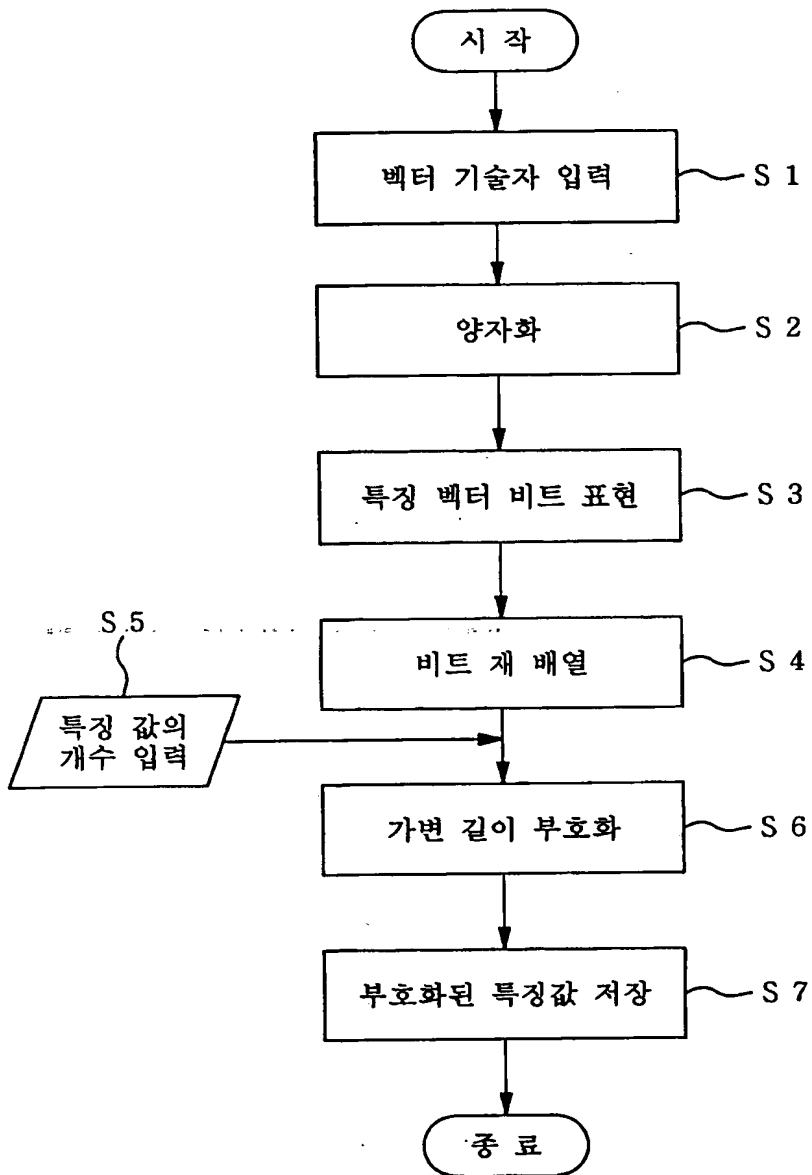 시 작
벡터 기술자 입력
S 1
양자화
S 2
특징 벡터 비트 표현
S 3
비트 재 배열
S 4
S 5
특징 값의
개수 입력
가변 길이 부호화
S 6
부호화된 특징값 저장
S 7
종 료